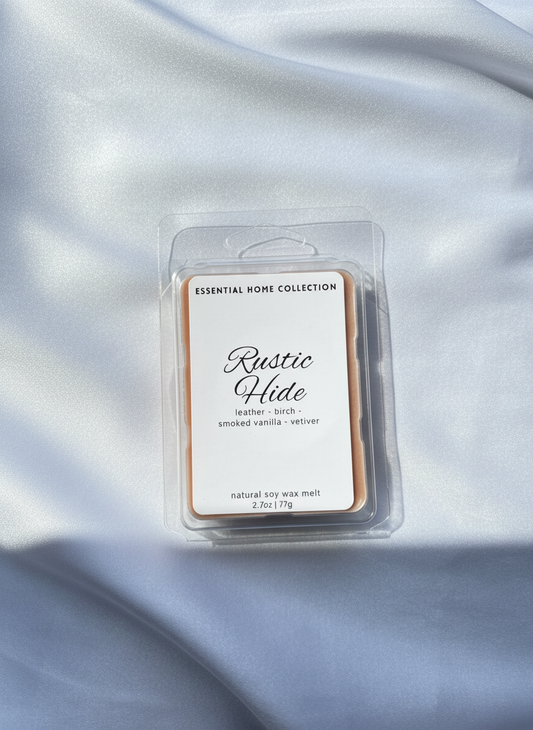 ESSENTIAL HOME COLLECTION
Rustic
Hide
leather - birch -
smoked vanilla - vetiver
natural soy wax melt
2.7oz | 77g